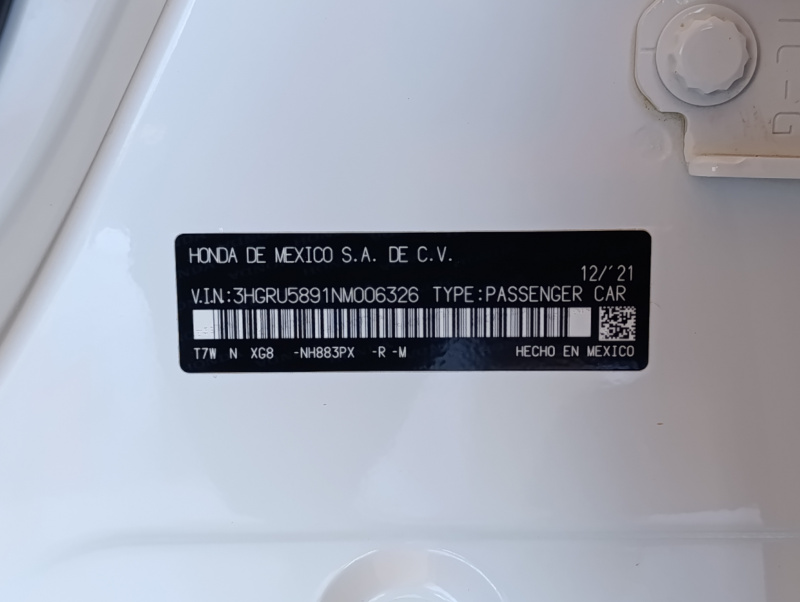 HONDA DE MEXICO S.A. DE C.V.
12/'21
V.I.N:3HGRU5891NM006326 TYPE:PASSENGER CAR
T7W N XG8 -NH883PX -R -M
HECHO EN MEXICO